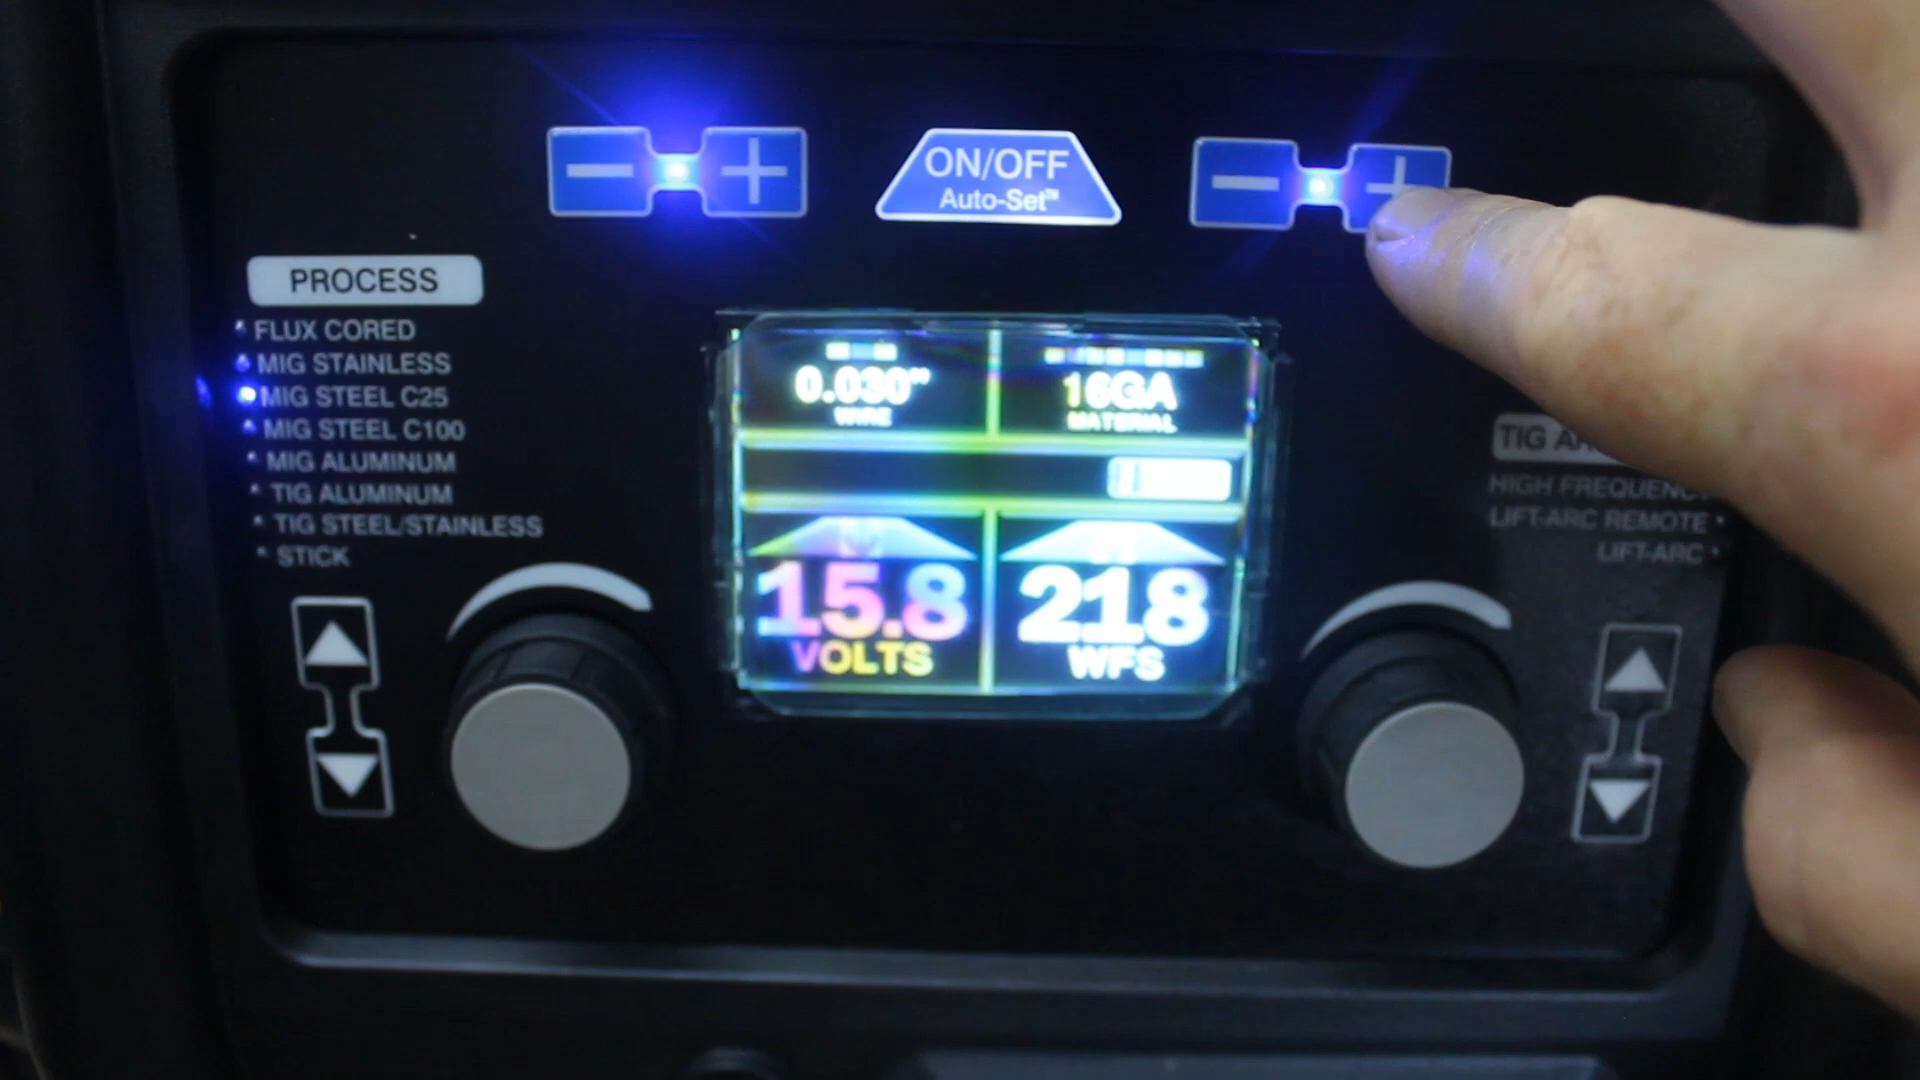 ON/OFF
Auto-Set™
PROCESS
FLUX CORED
MIG STAINLESS
MIG STEEL C25
MIG STEEL C100
MIG ALUMINUM
TIG ALUMINUM
TIG STEEL/STAINLESS
STICK
0.030"
WIRE
16GA
MATERIAL
15.8
VOLTS
218
WFS
TIG
HIGH FREQUENCY
LIFT-ARC REMOTE
LIFT-ARC